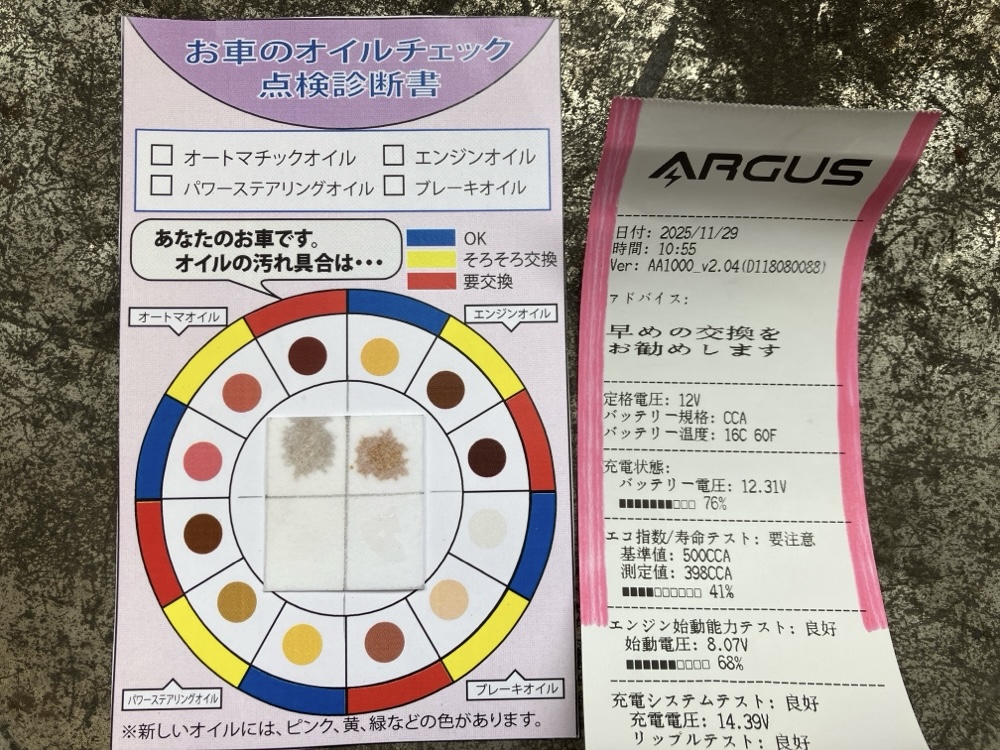 お車のオイルチェック
点検診断書
□ オートマチックオイル □ エンジンオイル
□ パワーステアリングオイル □ ブレーキオイル
あなたのお車です。
オイルの汚れ具合は・・・
OK
そろそろ交換
要交換
オートマオイル
エンジンオイル
パワーステアリングオイル
ブレーキオイル
※新しいオイルには、ピンク、黄、緑などの色があります。
ARGUS
日付: 2025/11/29
時間: 10:55
Ver: AA1000_v2.04(D118080088)
アドバイス:
早めの交換を
お勧めします
定格電圧: 12V
バッテリー規格: CCA
バッテリー温度: 16C 60F
充電状態:
バッテリー電圧: 12.31V
■■■■■■■□□□ 76%
エコ指数/寿命テスト: 要注意
基準値: 500CCA
測定値: 398CCA
■■■■□□□□□□ 41%
エンジン始動能力テスト: 良好
始動電圧: 8.07V
■■■■■■□□□□ 68%
充電システムテスト: 良好
充電電圧: 14.39V
リップルテスト: 良好